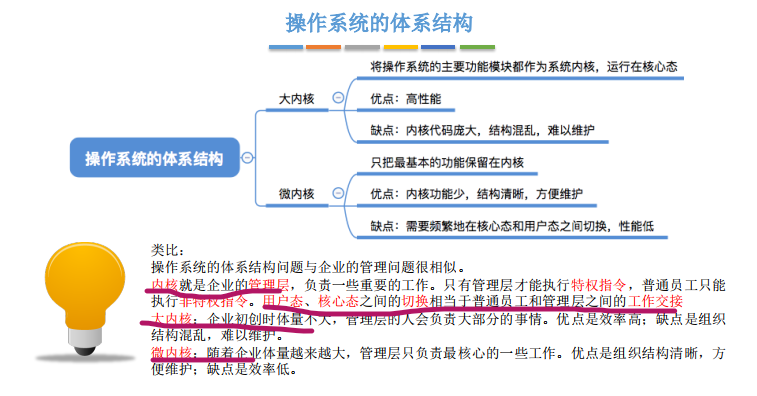 操作系统的体系结构
将操作系统的主要功能模块都作为系统内核，运行在核心态
大内核
优点：高性能
缺点：内核代码庞大，结构混乱，难以维护
操作系统的体系结构
只把最基本的功能保留在内核
微内核
优点：内核功能少，结构清晰，方便维护
缺点：需要频繁地在核心态和用户态之间切换，性能低
类比：
操作系统的体系结构问题与企业的管理问题很相似。
内核就是企业的管理层，负责一些重要的工作。只有管理层才能执行特权指令，普通员工只能
执行非特权指令。用户态、核心态之间的切换相当于普通员工和管理层之间的工作交接
大内核：企业初创时体量不大，管理层的人会负责大部分的事情。优点是效率高；缺点是组织
结构混乱，难以维护。
微内核：随着企业体量越来越大，管理层只负责最核心的一些工作。优点是组织结构清晰，方
便维护；缺点是效率低。